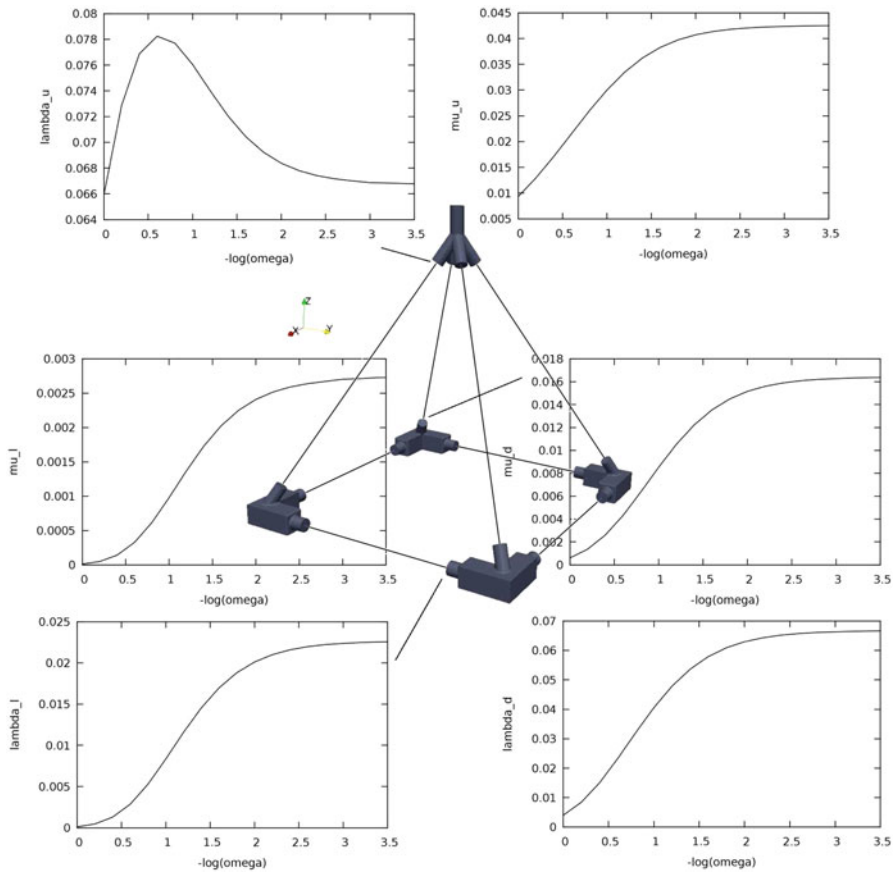 0.08
0.078
0.076
0.074
0.072
0.07
0.068
0.066
0.064
lambda_u
0 0.5 1 1.5 2 2.5 3 3.5
-log(omega)
0.045
0.04
0.035
0.03
0.025
0.02
0.015
0.01
0.005
mu_u
0 0.5 1 1.5 2 2.5 3 3.5
-log(omega)
Z
X Y
0.003
0.0025
0.002
0.0015
0.001
0.0005
0
mu_l
0 0.5 1 1.5 2 2.5 3 3.5
-log(omega)
0.018
0.016
0.014
0.012
0.01
0.008
0.006
0.004
0.002
0
mu_d
0 0.5 1 1.5 2 2.5 3 3.5
-log(omega)
0.025
0.02
0.015
0.01
0.005
0
lambda_l
0 0.5 1 1.5 2 2.5 3 3.5
-log(omega)
0.07
0.06
0.05
0.04
0.03
0.02
0.01
0
lambda_d
0 0.5 1 1.5 2 2.5 3 3.5
-log(omega)